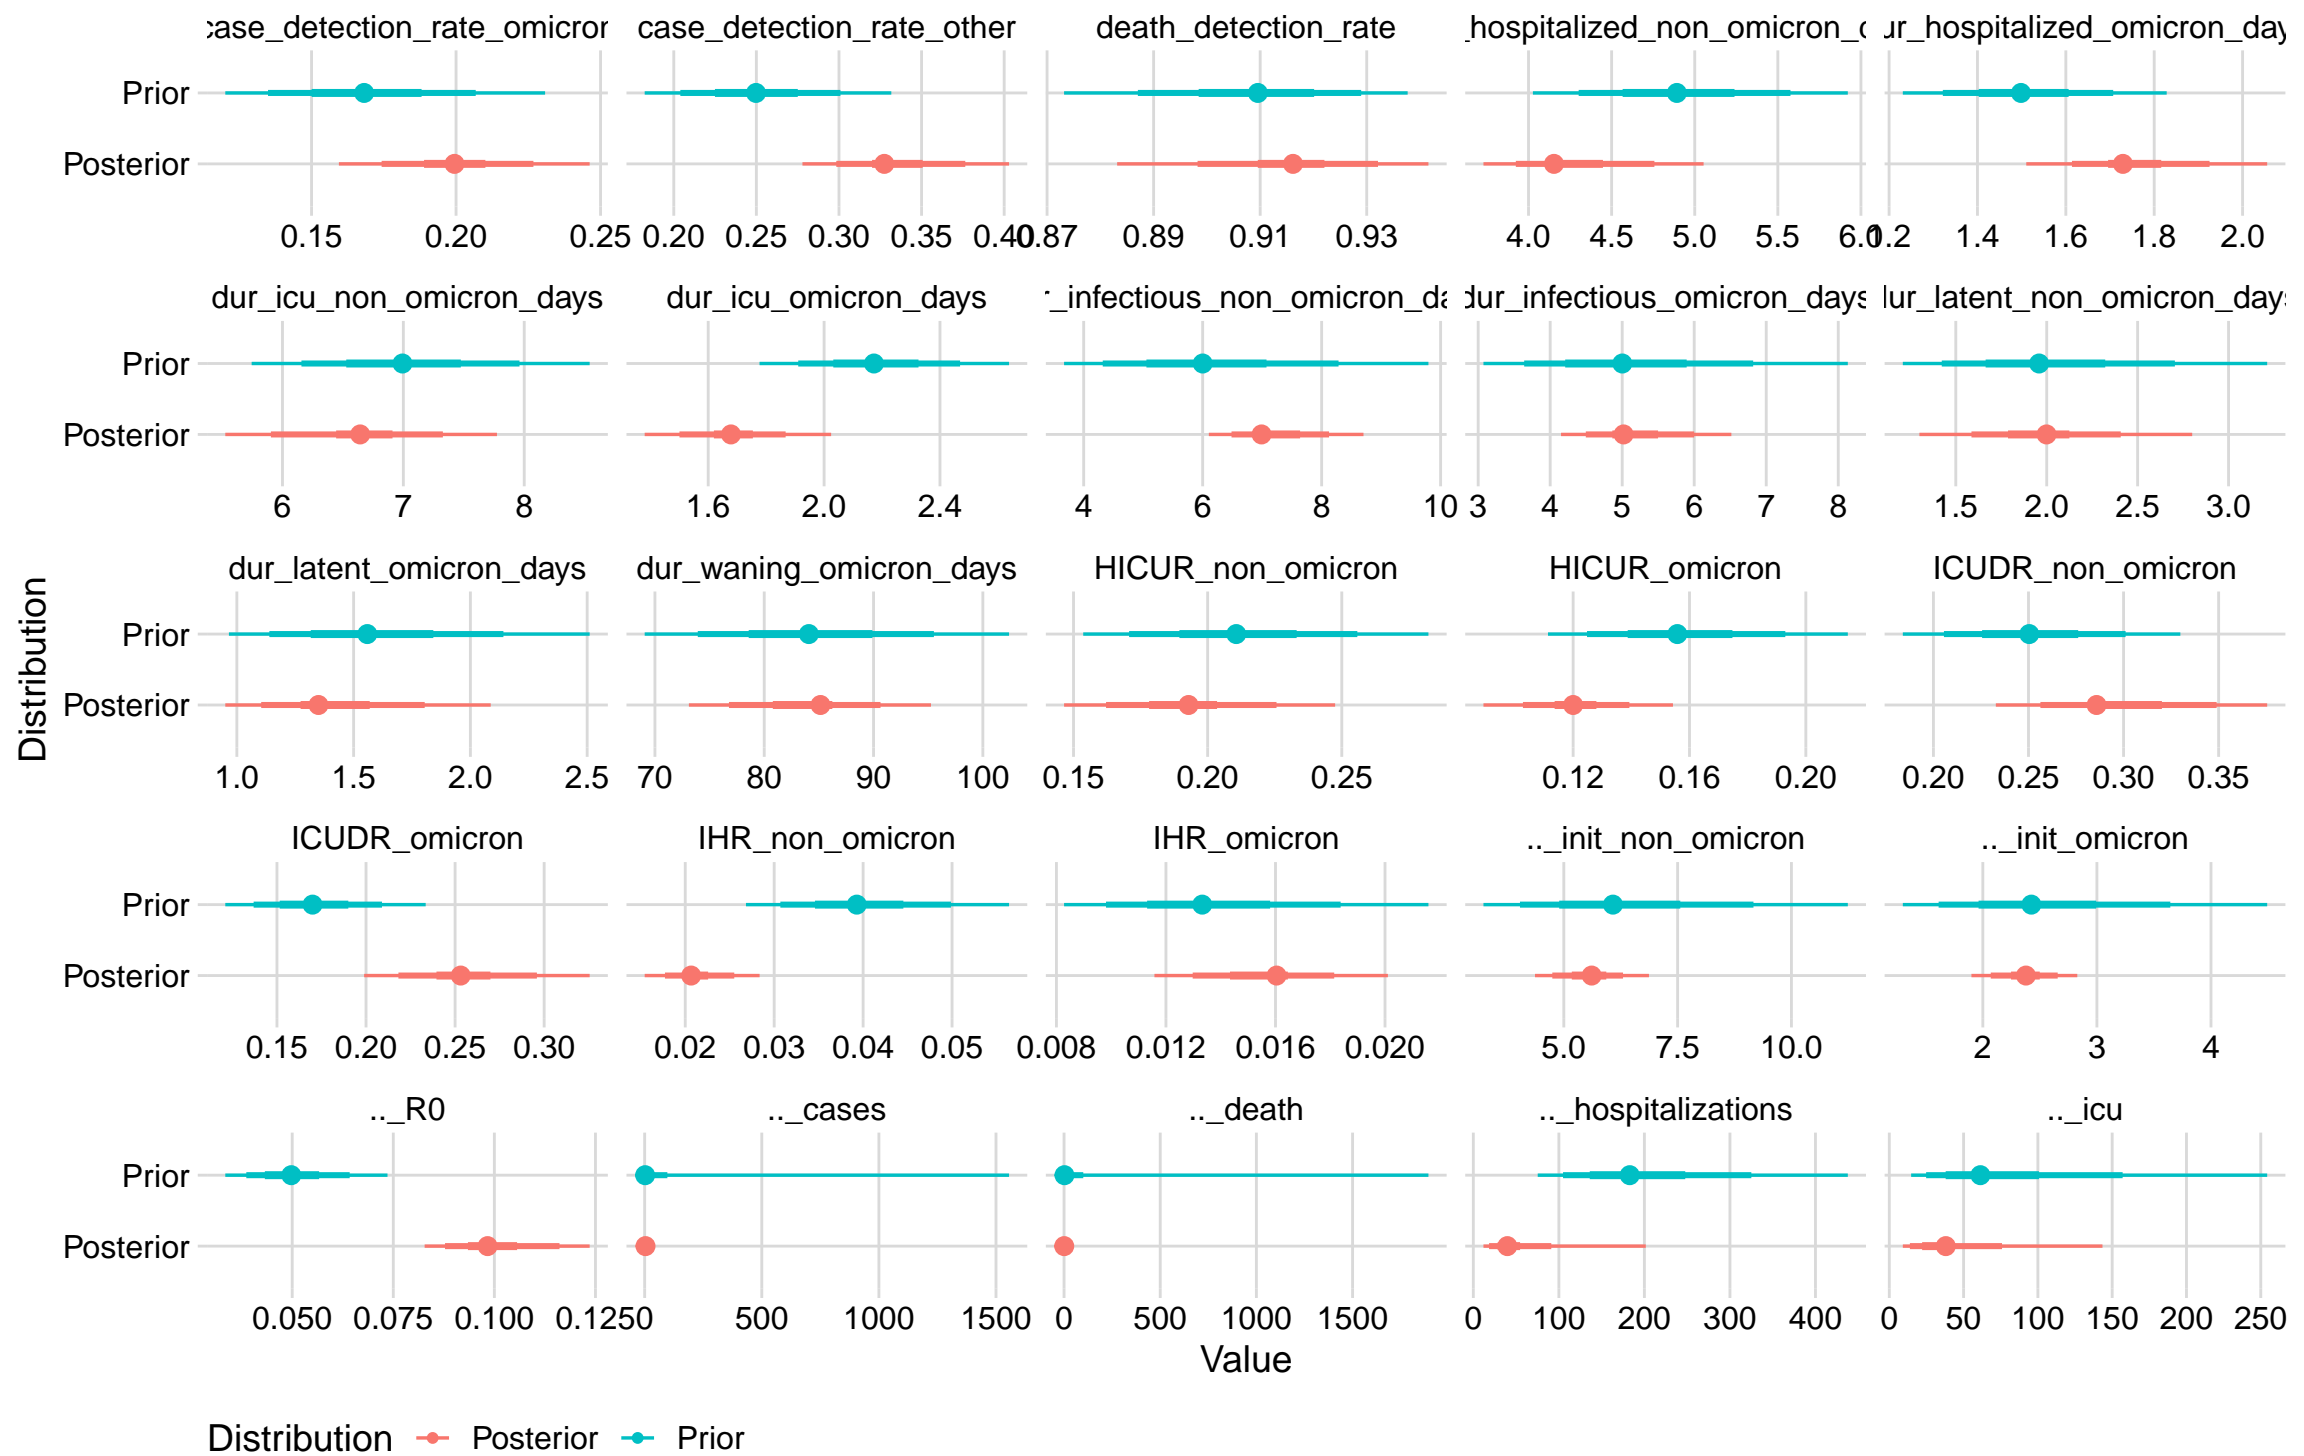 case_detection_rate_omicron case_detection_rate_other death_detection_rate _hospitalized_non_omicron_d ur_hospitalized_omicron_day
Prior
Posterior
0.15 0.20 0.25 0.20 0.25 0.30 0.35 0.40 0.87 0.89 0.91 0.93 4.0 4.5 5.0 5.5 6.0 1.2 1.4 1.6 1.8 2.0
dur_icu_non_omicron_days dur_icu_omicron_days r_infectious_non_omicron_da dur_infectious_omicron_days dur_latent_non_omicron_days
Prior
Posterior
6 7 8 1.6 2.0 2.4 4 6 8 10 3 4 5 6 7 8 1.5 2.0 2.5 3.0
dur_latent_omicron_days dur_waning_omicron_days HICUR_non_omicron HICUR_omicron ICUDR_non_omicron
Prior
Posterior
1.0 1.5 2.0 2.5 70 80 90 100 0.15 0.20 0.25 0.12 0.16 0.20 0.20 0.25 0.30 0.35
Distribution
ICUDR_omicron IHR_non_omicron IHR_omicron .._init_non_omicron .._init_omicron
Prior
Posterior
0.15 0.20 0.25 0.30 0.02 0.03 0.04 0.05 0.008 0.012 0.016 0.020 5.0 7.5 10.0 2 3 4
.._R0 .._cases .._death .._hospitalizations .._icu
Prior
Posterior
0.050 0.075 0.100 0.125 0 500 1000 1500 0 500 1000 1500 0 100 200 300 400 0 50 100 150 200 250
Value
Distribution Posterior Prior